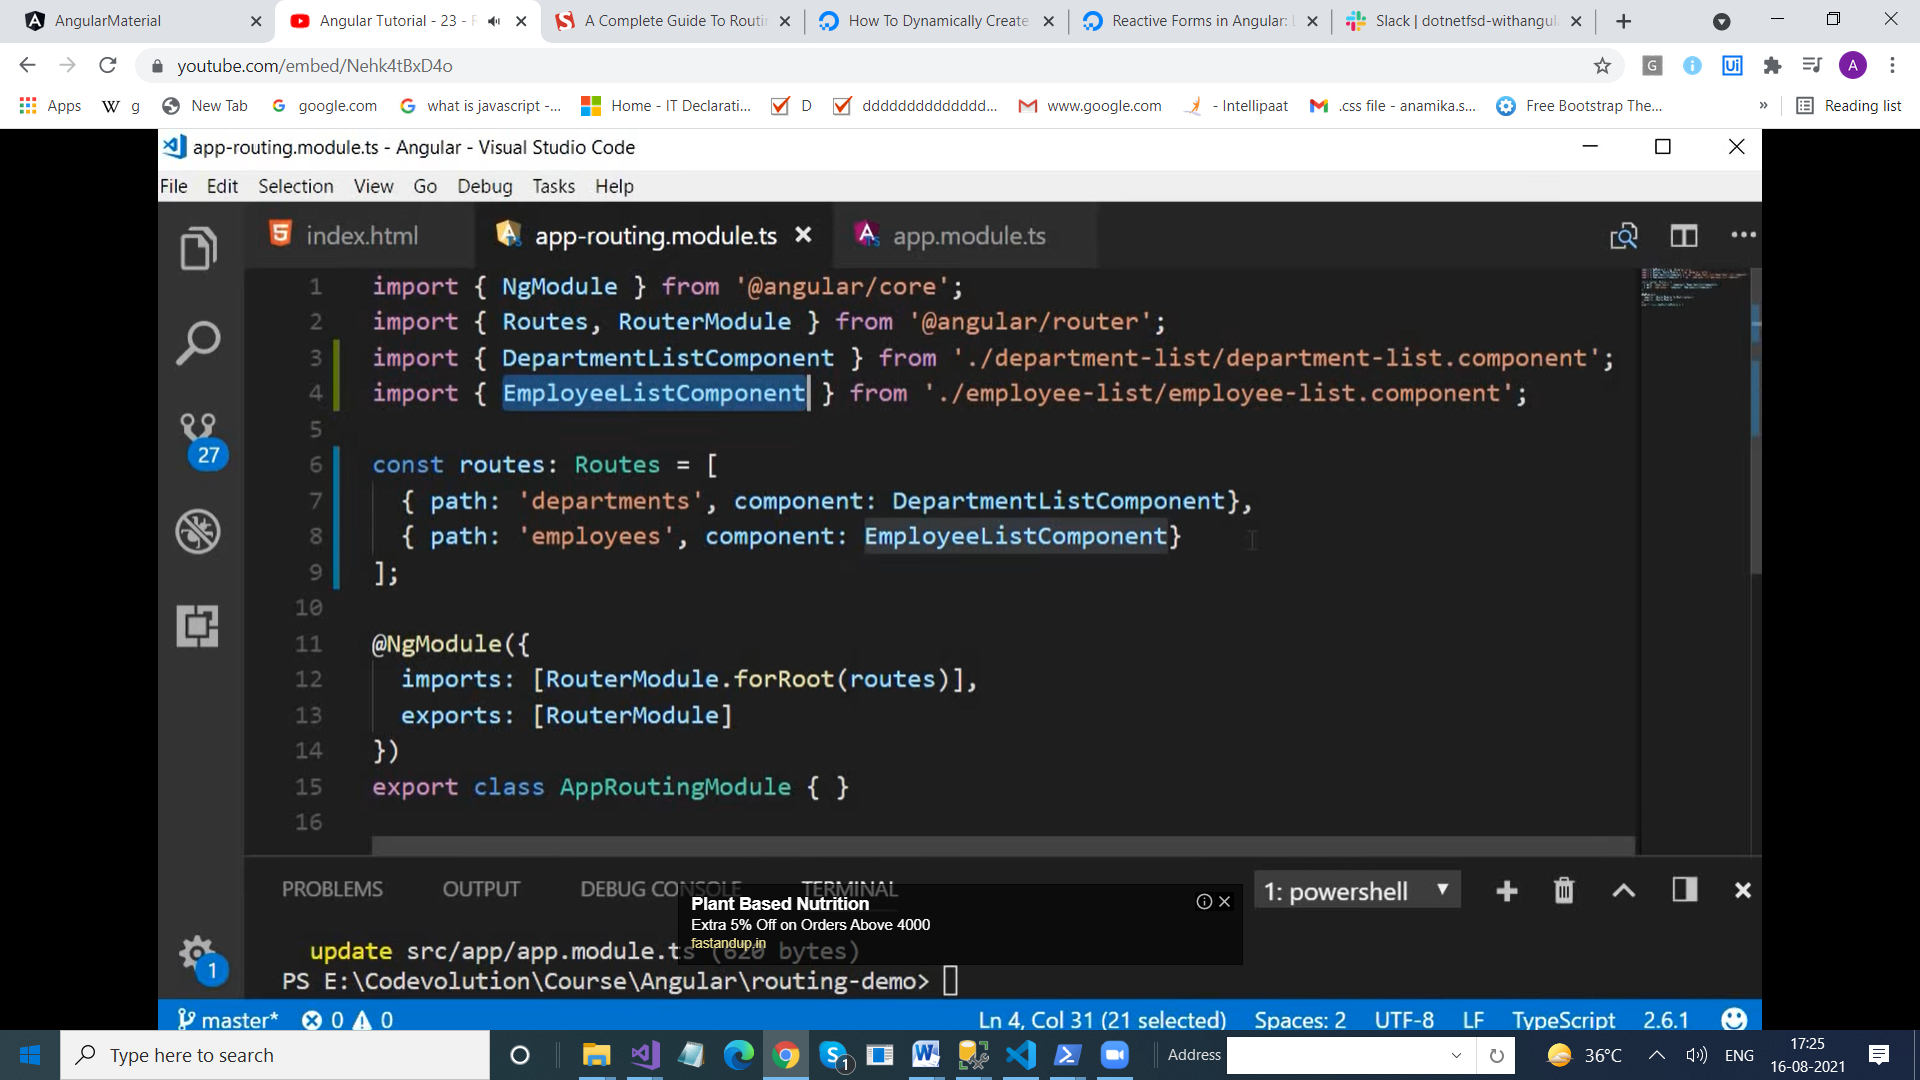 AngularMaterial
Angular Tutorial - 23 - R
A Complete Guide To Routin
How To Dynamically Create
Reactive Forms in Angular: L
Slack | dotnetfsd-withangula
youtube.com/embed/Nehk4tBxD4o
G
Ui
A
Apps
W g
New Tab
G google.com
G what is javascript -...
Home - IT Declarati...
D
dddddddddddddd...
www.google.com
- Intellipaat
.css file - anamika.s...
Free Bootstrap The...
»
Reading list
app-routing.module.ts - Angular - Visual Studio Code
File Edit Selection View Go Debug Tasks Help
index.html
app-routing.module.ts
app.module.ts
1 import { NgModule } from '@angular/core';
2 import { Routes, RouterModule } from '@angular/router';
3 import { DepartmentListComponent } from './department-list/department-list.component';
4 import { EmployeeListComponent } from './employee-list/employee-list.component';
5
6 const routes: Routes = [
7 { path: 'departments', component: DepartmentListComponent},
8 { path: 'employees', component: EmployeeListComponent}
9 ];
10
11 @NgModule({
12 imports: [RouterModule.forRoot(routes)],
13 exports: [RouterModule]
14 })
15 export class AppRoutingModule { }
16
27
1
PROBLEMS OUTPUT DEBUG CONSOLE TERMINAL
1: powershell
Plant Based Nutrition
Extra 5% Off on Orders Above 4000
fastandup.in
update src/app/app.module.ts (620 bytes)
PS E:\Codevolution\Course\Angular\routing-demo>
master* 0 0
Ln 4, Col 31 (21 selected) Spaces: 2 UTF-8 LF TypeScript 2.6.1
Type here to search
1
Address
36°C
ENG
17:25
16-08-2021